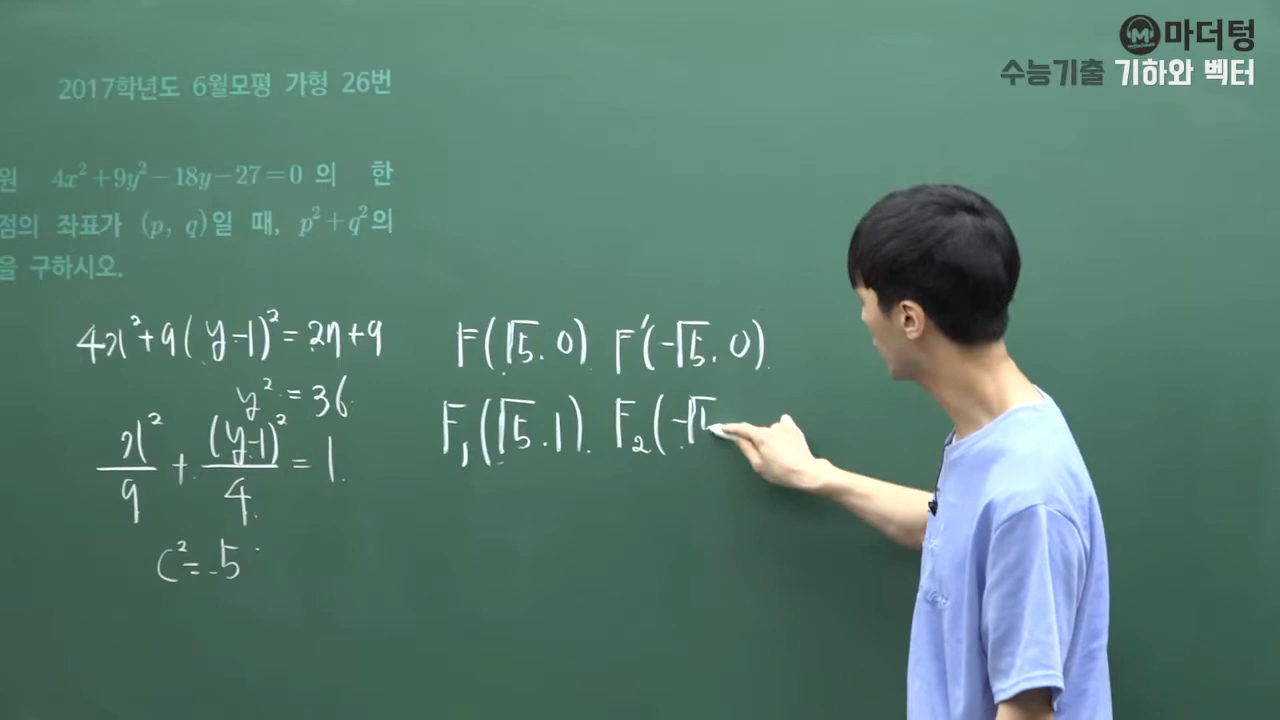 마더텅
수능기출 기하와 벡터
2017학년도 6월모평 가형 26번
원 4x²+9y²−18y−27=0 의 한
점의 좌표가 (p, q)일 때, p²+q²의
을 구하시오.
4x²+9(y-1)²=27+9
y²=36
x²/9 + (y-1)²/4 = 1
c²=5
F(√5, 0) F'(-√5, 0)
F₁(√5, 1) F₂(-√